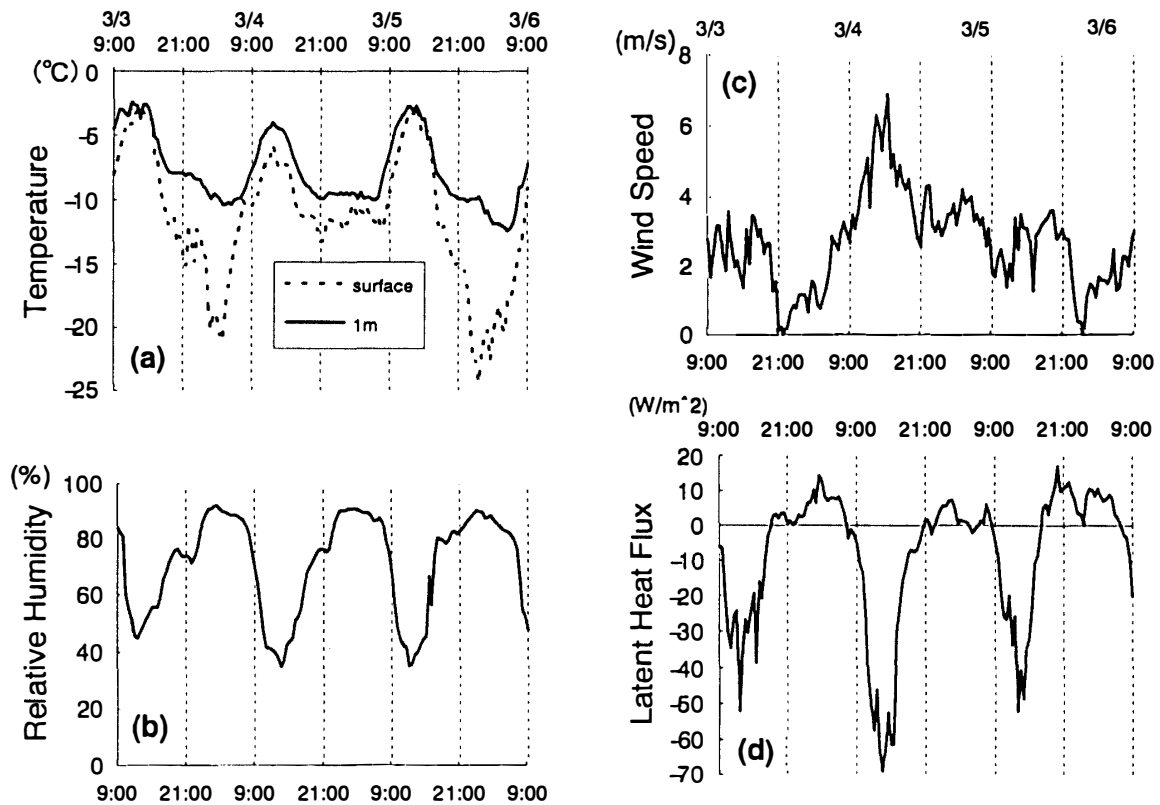 3/3 3/4 3/5 3/6
9:00 21:00 9:00 21:00 9:00 21:00 9:00
(°C)
0
-5
-10
-15
-20
-25
Temperature
surface
1m
(a)
(%)
100
80
60
40
20
0
Relative Humidity
(b)
9:00 21:00 9:00 21:00 9:00 21:00 9:00
3/3 3/4 3/5 3/6
(m/s)
8
6
4
2
0
Wind Speed
(c)
9:00 21:00 9:00 21:00 9:00 21:00 9:00
(W/m^2)
9:00 21:00 9:00 21:00 9:00 21:00 9:00
20
10
0
-10
-20
-30
-40
-50
-60
-70
Latent Heat Flux
(d)